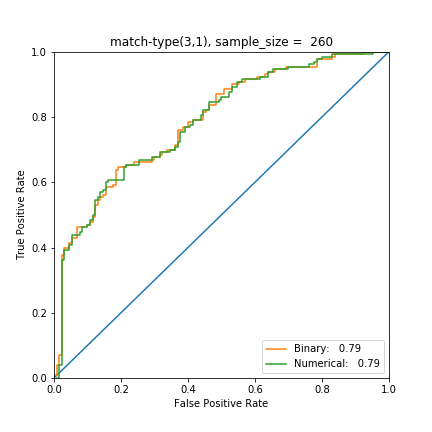 match-type(3,1), sample_size =  260
1.0
0.8
0.6
0.4
0.2
0.0
True Positive Rate
0.0 0.2 0.4 0.6 0.8 1.0
False Positive Rate
Binary:   0.79
Numerical:   0.79